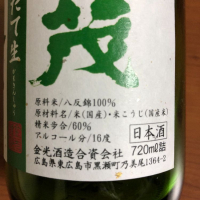 茂
たて生
原料米/八反錦100%
原材料名/米(国産)・米こうじ(国産米)
精米歩合/60%
アルコール分/16度
日本酒
720ml詰
金光酒造合資会社
広島県東広島市黒瀬町乃美尾1364-2